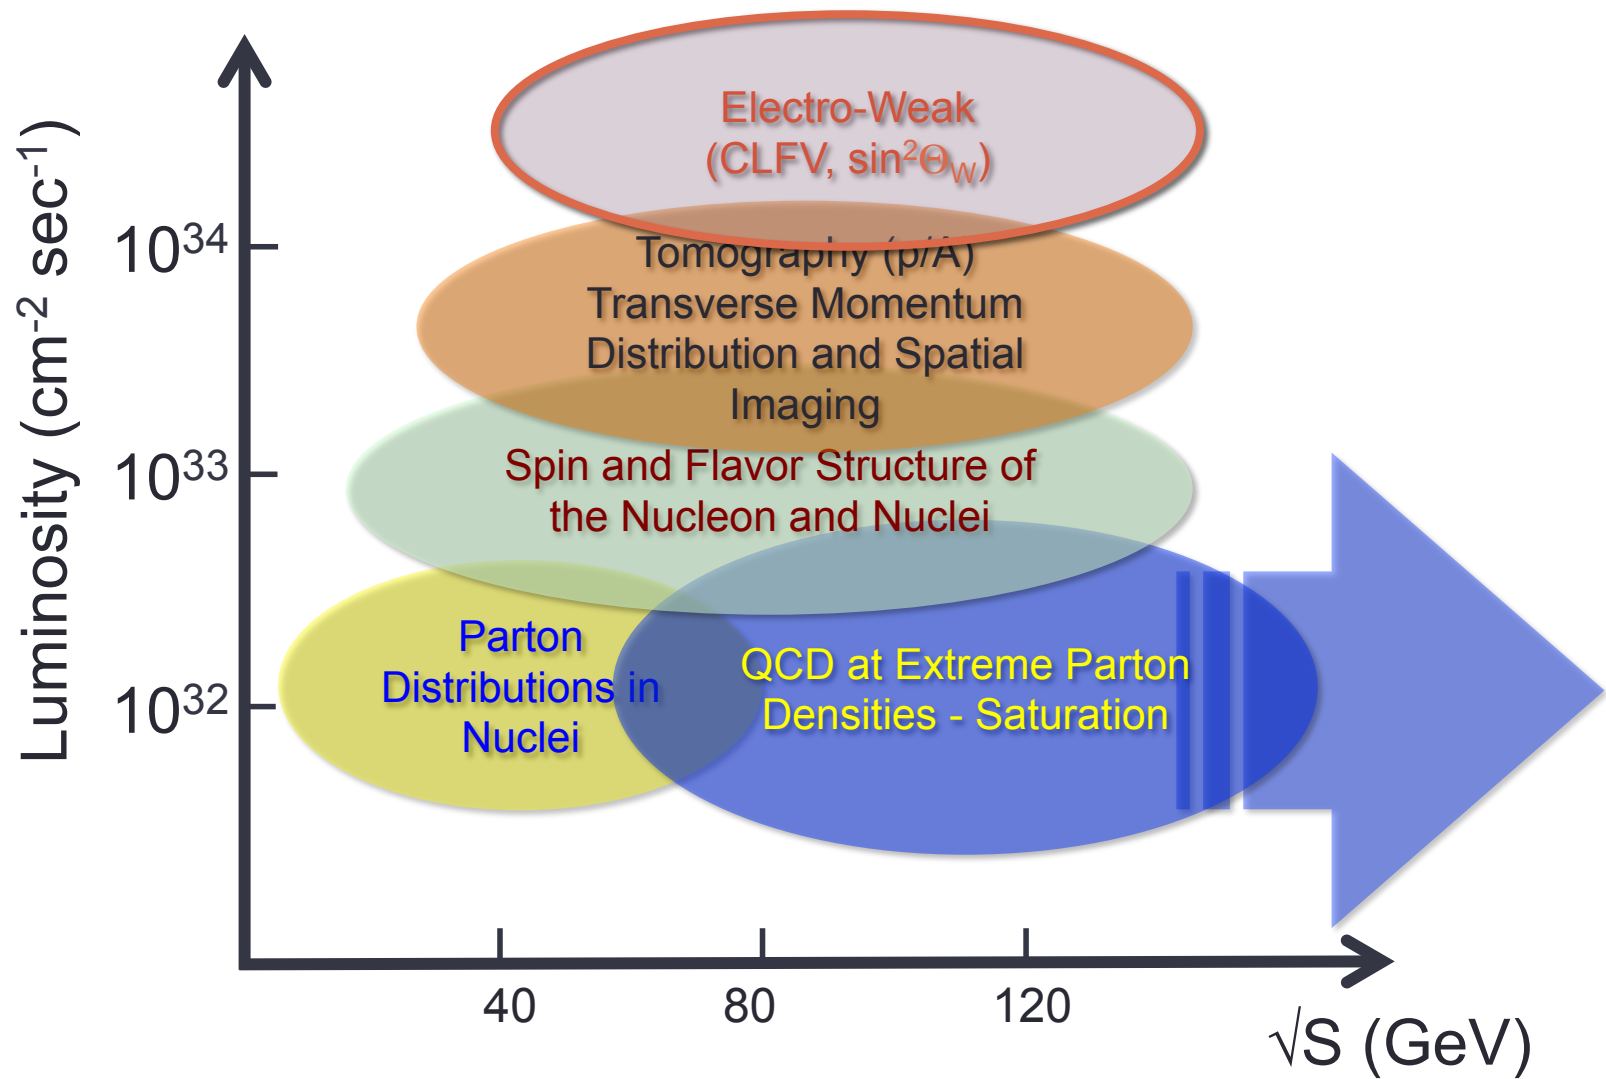 Luminosity (cm⁻² sec⁻¹)
10³⁴
10³³
10³²
Electro-Weak
(CLFV, sin²Θ_W)
Tomography (p/A)
Transverse Momentum
Distribution and Spatial
Imaging
Spin and Flavor Structure of
the Nucleon and Nuclei
Parton
Distributions in
Nuclei
QCD at Extreme Parton
Densities - Saturation
40 80 120
√S (GeV)